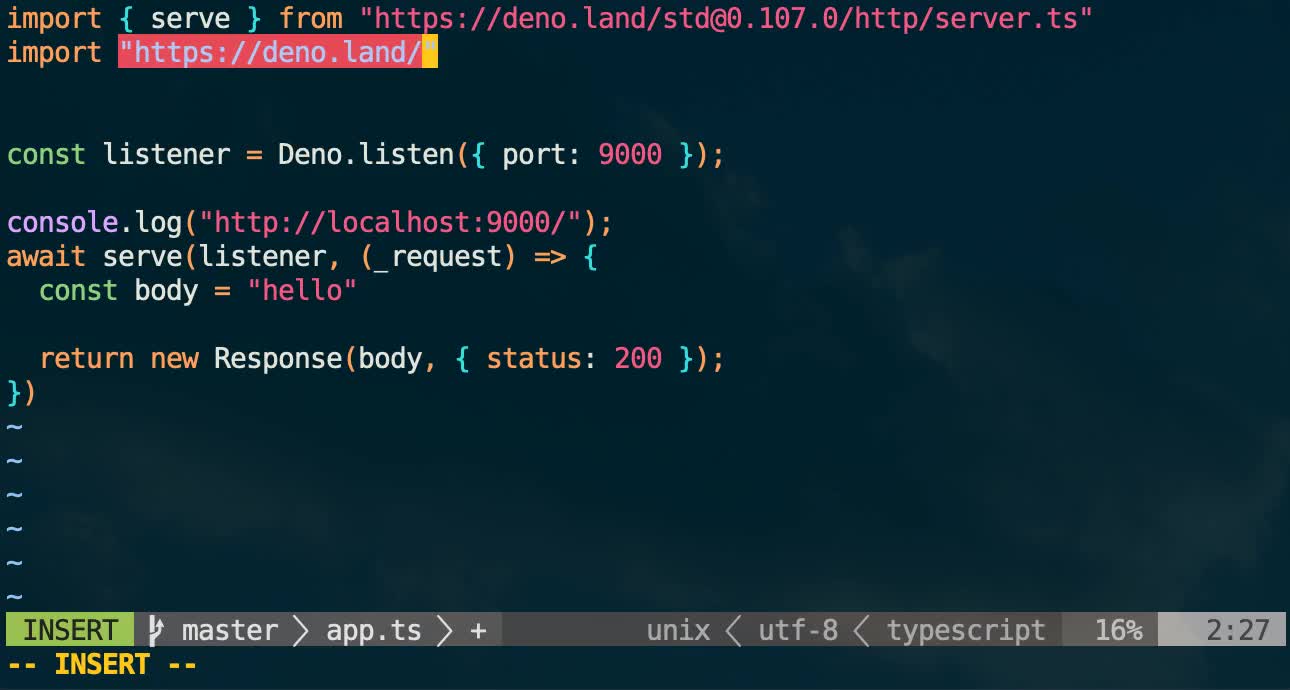 import { serve } from "https://deno.land/std@0.107.0/http/server.ts"
import "https://deno.land/"
const listener = Deno.listen({ port: 9000 });
console.log("http://localhost:9000/");
await serve(listener, (_request) => {
  const body = "hello"
  return new Response(body, { status: 200 });
})
~
~
~
~
~
~
INSERT master > app.ts > + unix < utf-8 < typescript 16% 2:27
-- INSERT --